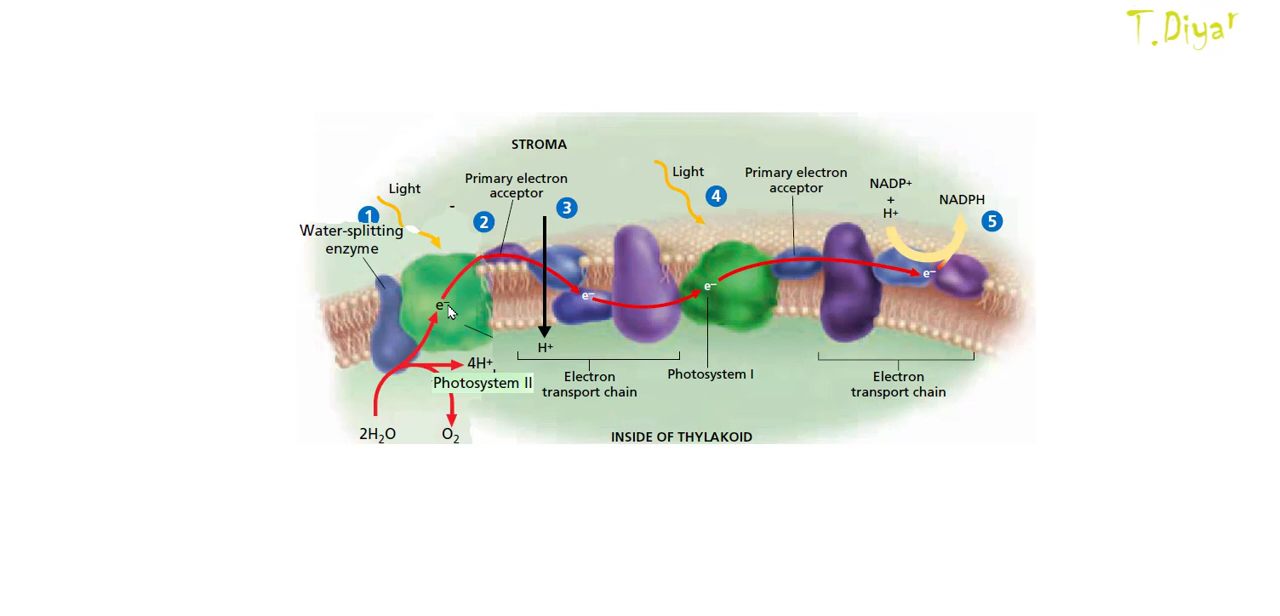 T.Diyar
STROMA
Light
Primary electron
acceptor
3
Light
4
Primary electron
acceptor
NADP+
+
H+
NADPH
5
1
2
-
Water-splitting
enzyme
e⁻
e⁻
e⁻
e⁻
H+
4H+
Photosystem II
Electron
transport chain
Photosystem I
Electron
transport chain
2H₂O
O₂
INSIDE OF THYLAKOID